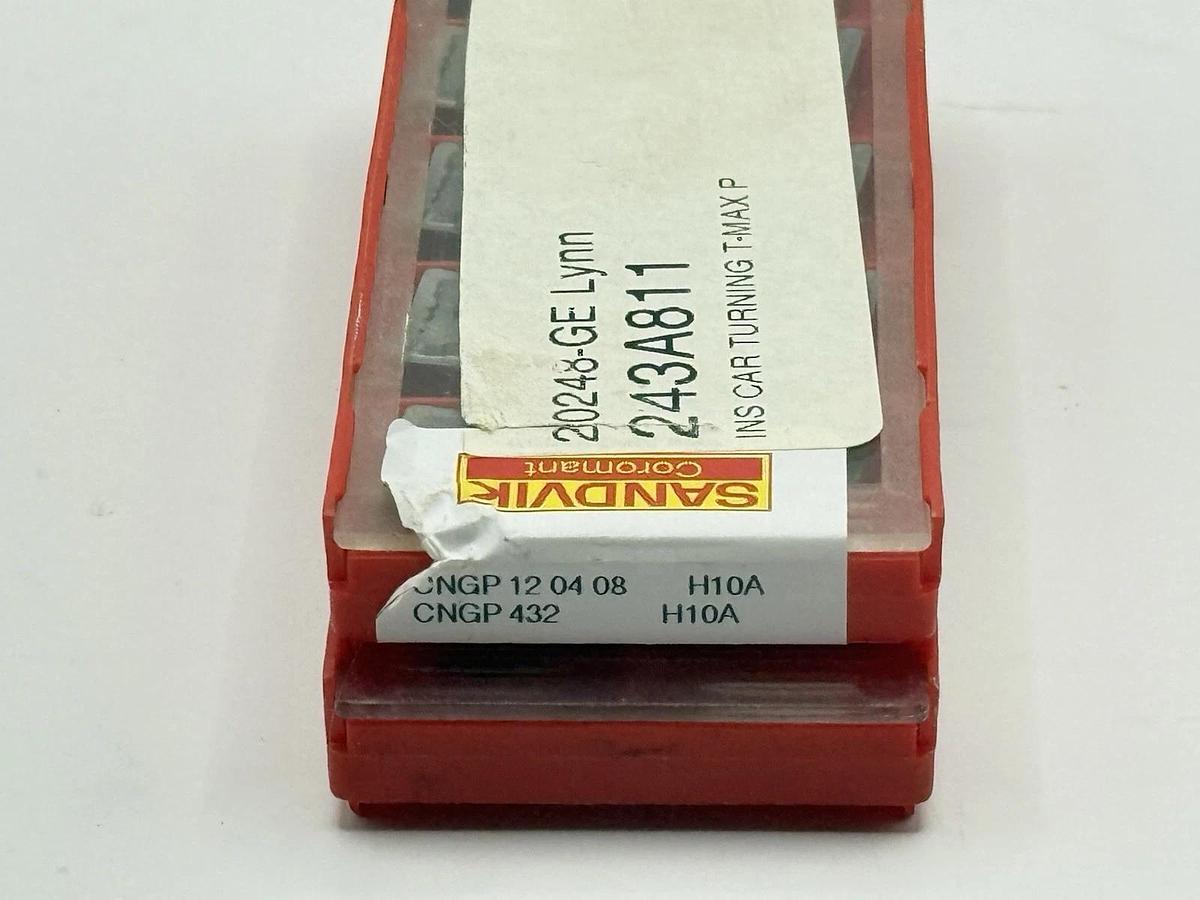 20248-GE Lynn
243A811
INS CAR TURNING T-MAX P
SANDVIK
Coromant
CNGP 12 04 08 H10A
CNGP 432 H10A